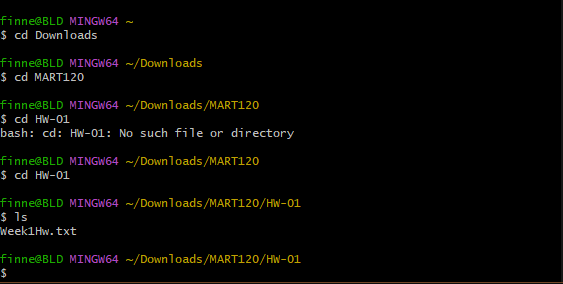 finne@BLD MINGW64 ~
$ cd Downloads
finne@BLD MINGW64 ~/Downloads
$ cd MART120
finne@BLD MINGW64 ~/Downloads/MART120
$ cd HW-01
bash: cd: HW-01: No such file or directory
finne@BLD MINGW64 ~/Downloads/MART120
$ cd HW-01
finne@BLD MINGW64 ~/Downloads/MART120/HW-01
$ ls
Week1Hw.txt
finne@BLD MINGW64 ~/Downloads/MART120/HW-01
$